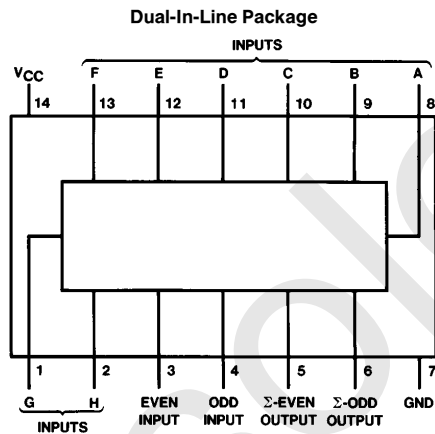 Dual-In-Line Package
INPUTS
VCC F E D C B A
14 13 12 11 10 9 8
1 2 3 4 5 6 7
G H EVEN INPUT ODD INPUT Σ-EVEN OUTPUT Σ-ODD OUTPUT GND
INPUTS